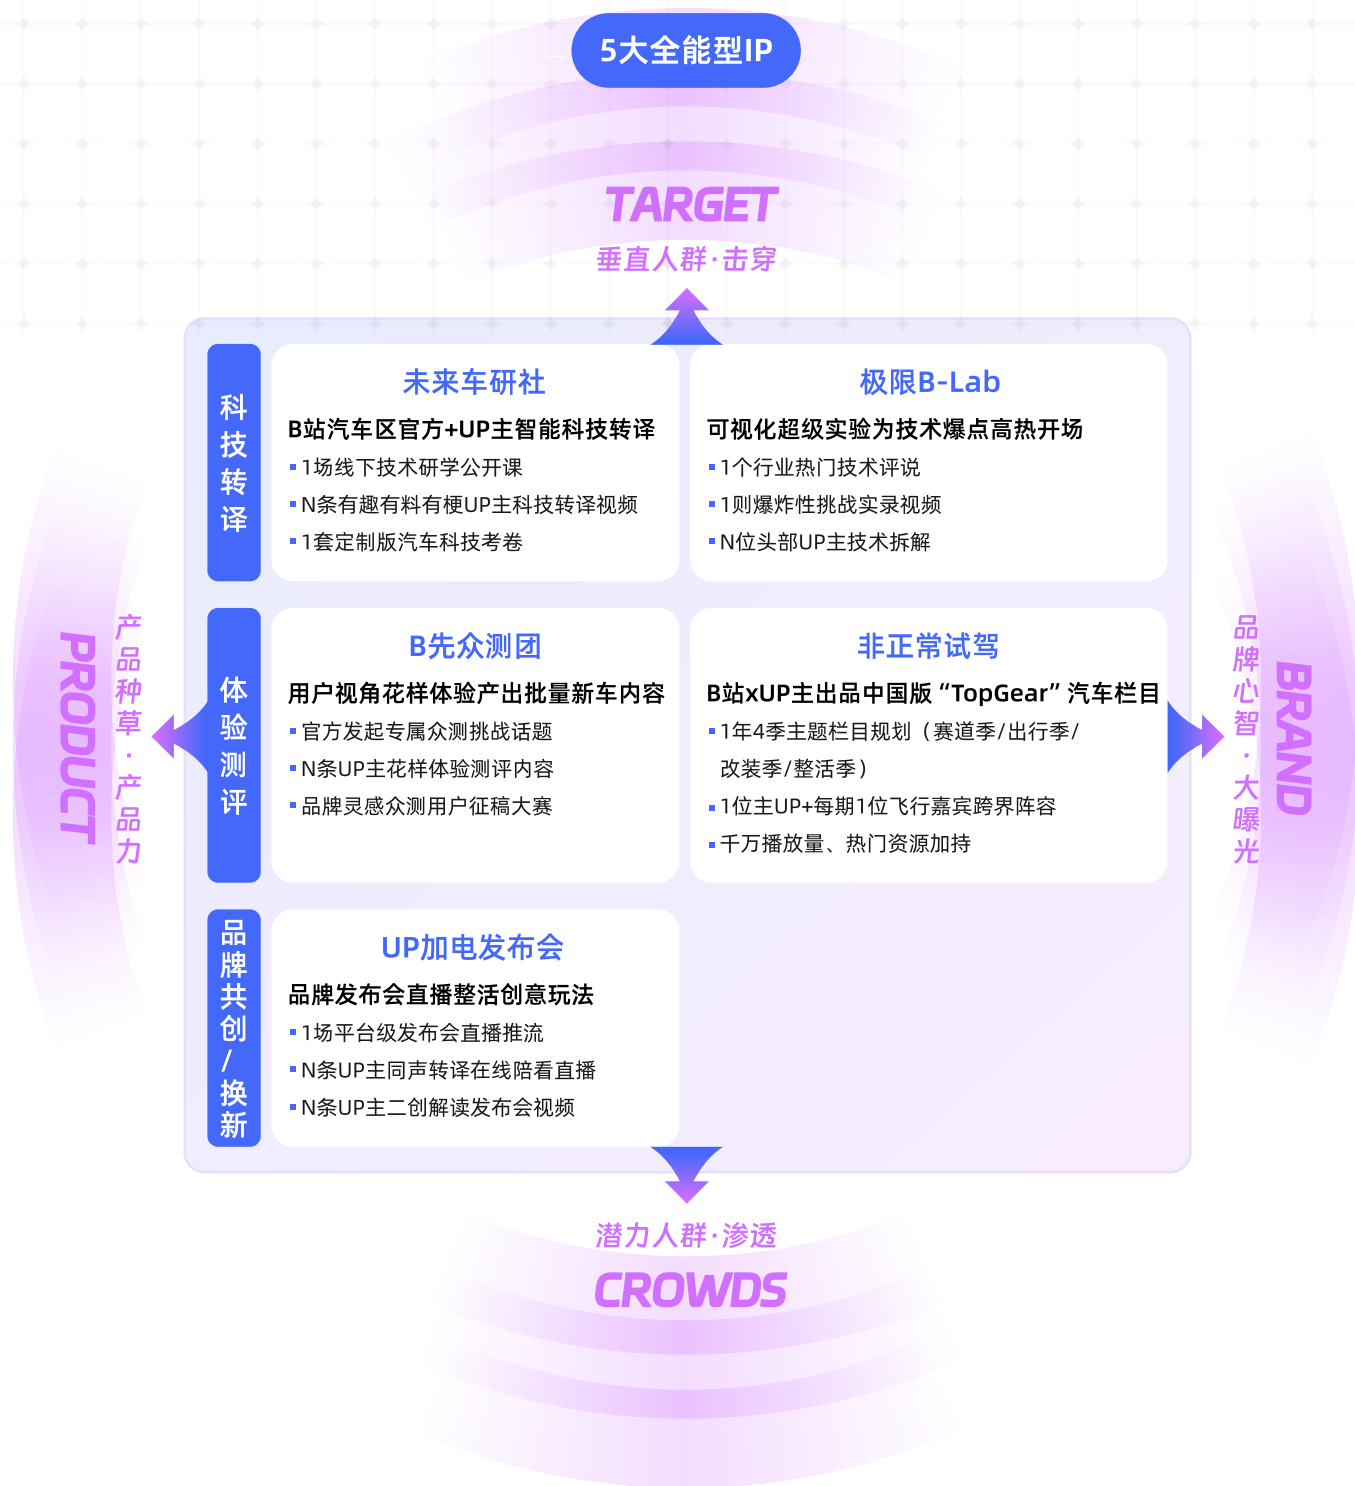 5大全能型IP
TARGET
垂直人群·击穿
科技转译
未来车研社
B站汽车区官方+UP主智能科技转译
1场线下技术研学公开课
N条有趣有料有梗UP主科技转译视频
1套定制版汽车科技考卷
极限B-Lab
可视化超级实验为技术爆点高热开场
1个行业热门技术评说
1则爆炸性挑战实录视频
N位头部UP主技术拆解
PRODUCT
产品种草·产品力
体验测评
B先众测团
用户视角花样体验产出批量新车内容
官方发起专属众测挑战话题
N条UP主花样体验测评内容
品牌灵感众测用户征稿大赛
非正常试驾
B站xUP主出品中国版“TopGear”汽车栏目
1年4季主题栏目规划（赛道季/出行季/
改装季/整活季）
1位主UP+每期1位飞行嘉宾跨界阵容
千万播放量、热门资源加持
品牌心智·大曝光
BRAND
品牌共创/换新
UP加电发布会
品牌发布会直播整活创意玩法
1场平台级发布会直播推流
N条UP主同声转译在线陪看直播
N条UP主二创解读发布会视频
潜力人群·渗透
CROWDS